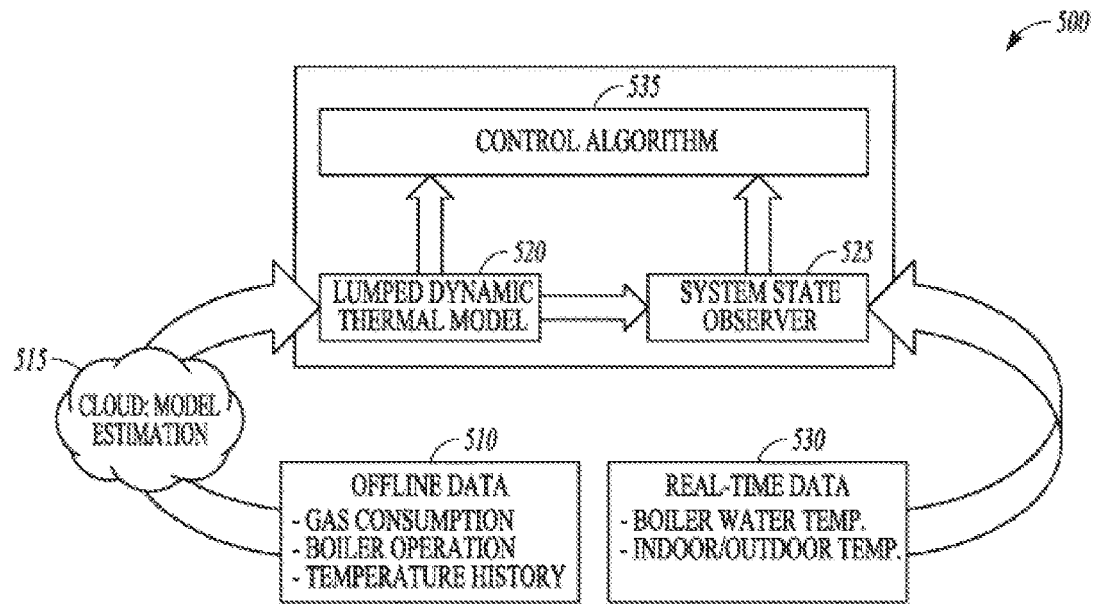 500
535
CONTROL ALGORITHM
520
525
LUMPED DYNAMIC
THERMAL MODEL
SYSTEM STATE
OBSERVER
515
CLOUD: MODEL
ESTIMATION
510
530
OFFLINE DATA
- GAS CONSUMPTION
- BOILER OPERATION
- TEMPERATURE HISTORY
REAL-TIME DATA
- BOILER WATER TEMP.
- INDOOR/OUTDOOR TEMP.